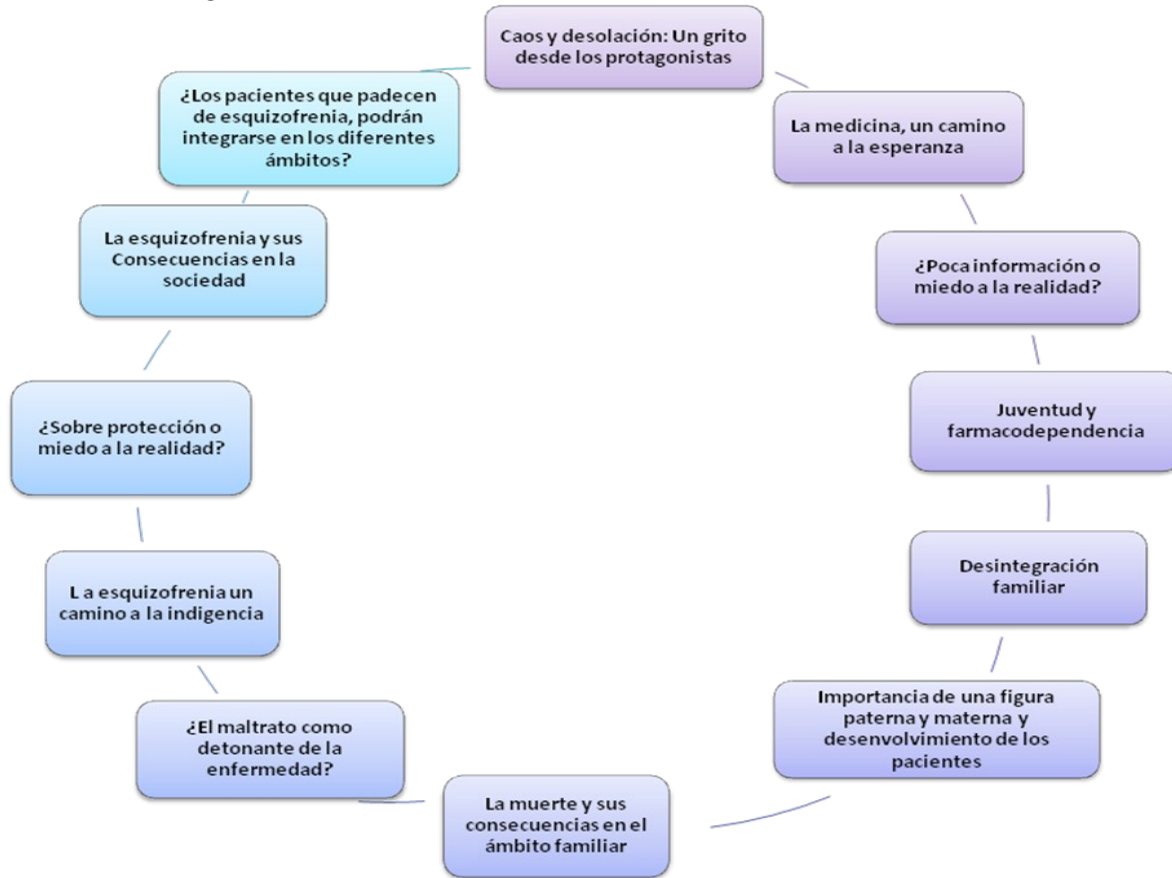 Caos y desolación: Un grito
desde los protagonistas
La medicina, un camino
a la esperanza
¿Poca información o
miedo a la realidad?
Juventud y
farmacodependencia
Desintegración
familiar
Importancia de una figura
paterna y materna y
desenvolvimiento de los
pacientes
La muerte y sus
consecuencias en el
ámbito familiar
¿El maltrato como
detonante de la
enfermedad?
L a esquizofrenia un
camino a la indigencia
¿Sobre protección o
miedo a la realidad?
La esquizofrenia y sus
Consecuencias en la
sociedad
¿Los pacientes que padecen
de esquizofrenia, podrán
integrarse en los diferentes
ámbitos?